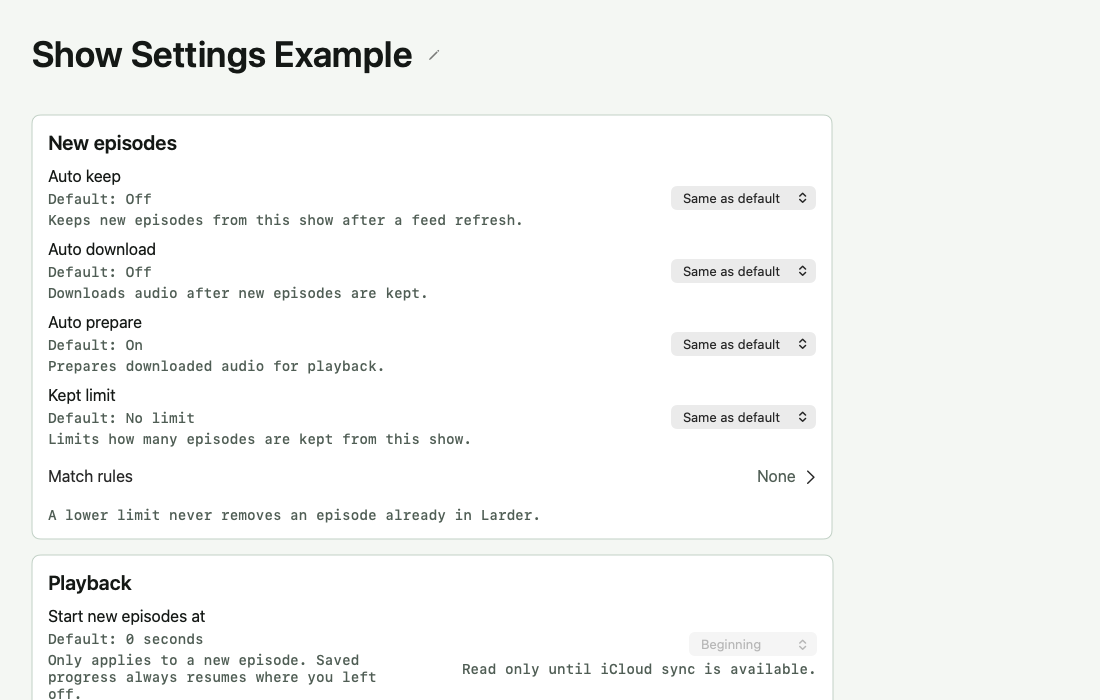 Show Settings Example
New episodes
Auto keep
Default: Off
Keeps new episodes from this show after a feed refresh.
Same as default
Auto download
Default: Off
Downloads audio after new episodes are kept.
Same as default
Auto prepare
Default: On
Prepares downloaded audio for playback.
Same as default
Kept limit
Default: No limit
Limits how many episodes are kept from this show.
Same as default
Match rules
None
A lower limit never removes an episode already in Larder.
Playback
Start new episodes at
Default: 0 seconds
Only applies to a new episode. Saved
progress always resumes where you left
off.
Beginning
Read only until iCloud sync is available.